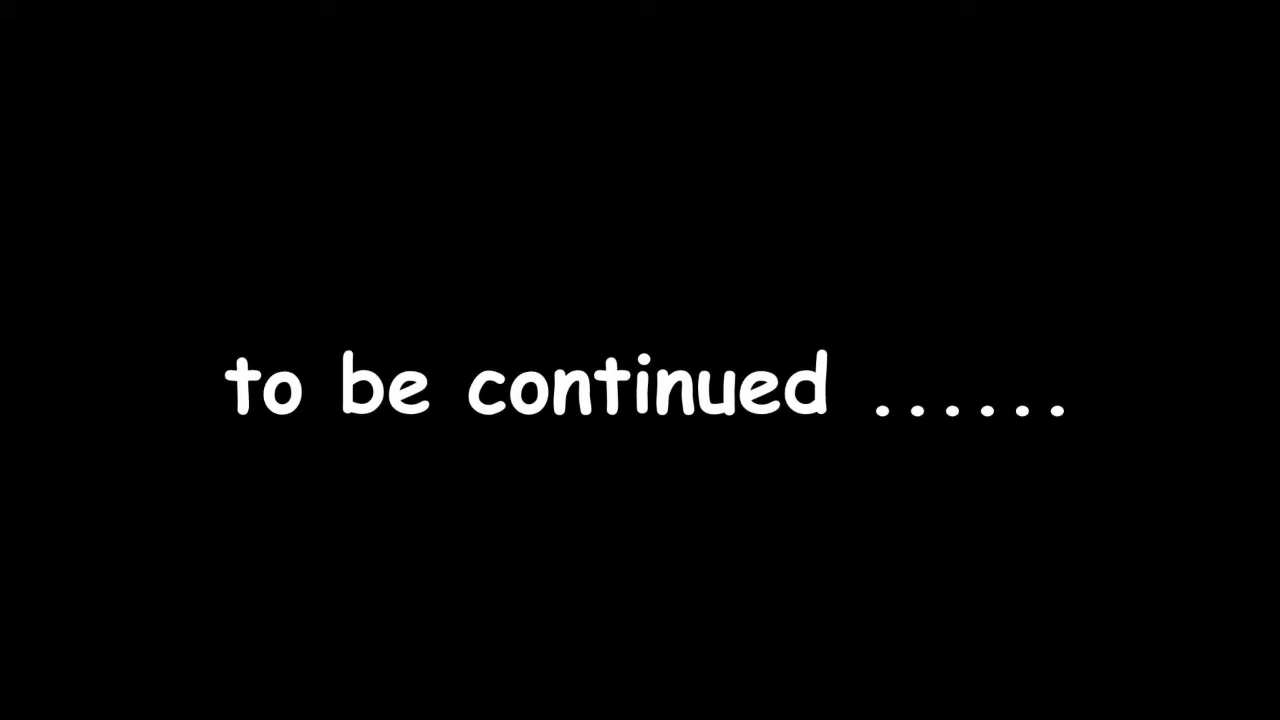 to be continued ......